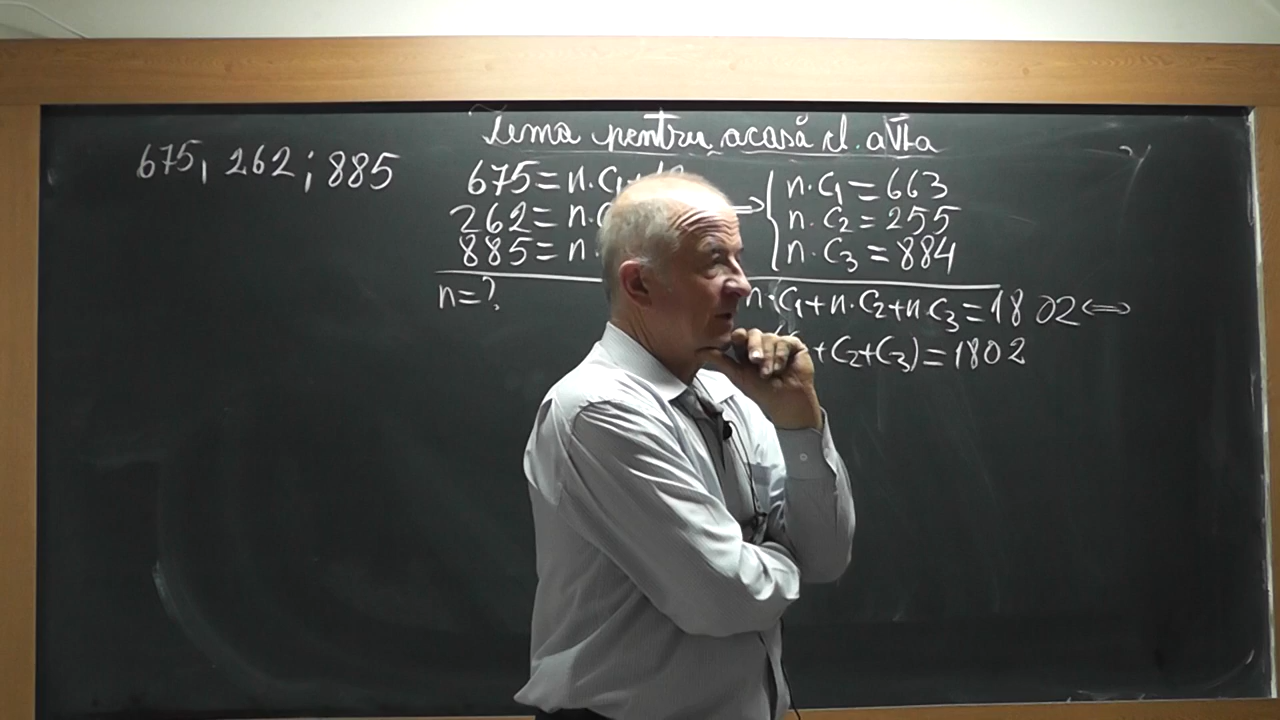 Tema pentru acasă cl. a VI-a
675, 262; 885
675 = n·C₁+12
262 = n·C
885 = n·
n=?
=> { n·C₁ = 663
n·C₂ = 255
n·C₃ = 884
n·C₁+n·C₂+n·C₃ = 1802 <=>
+C₂+C₃) = 1802